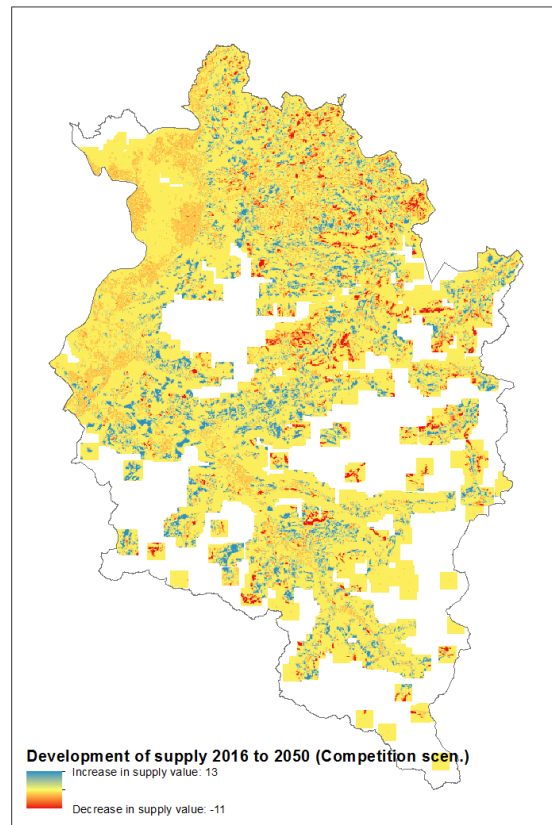 Development of supply 2016 to 2050 (Competition scen.)
Increase in supply value: 13
Decrease in supply value: -11